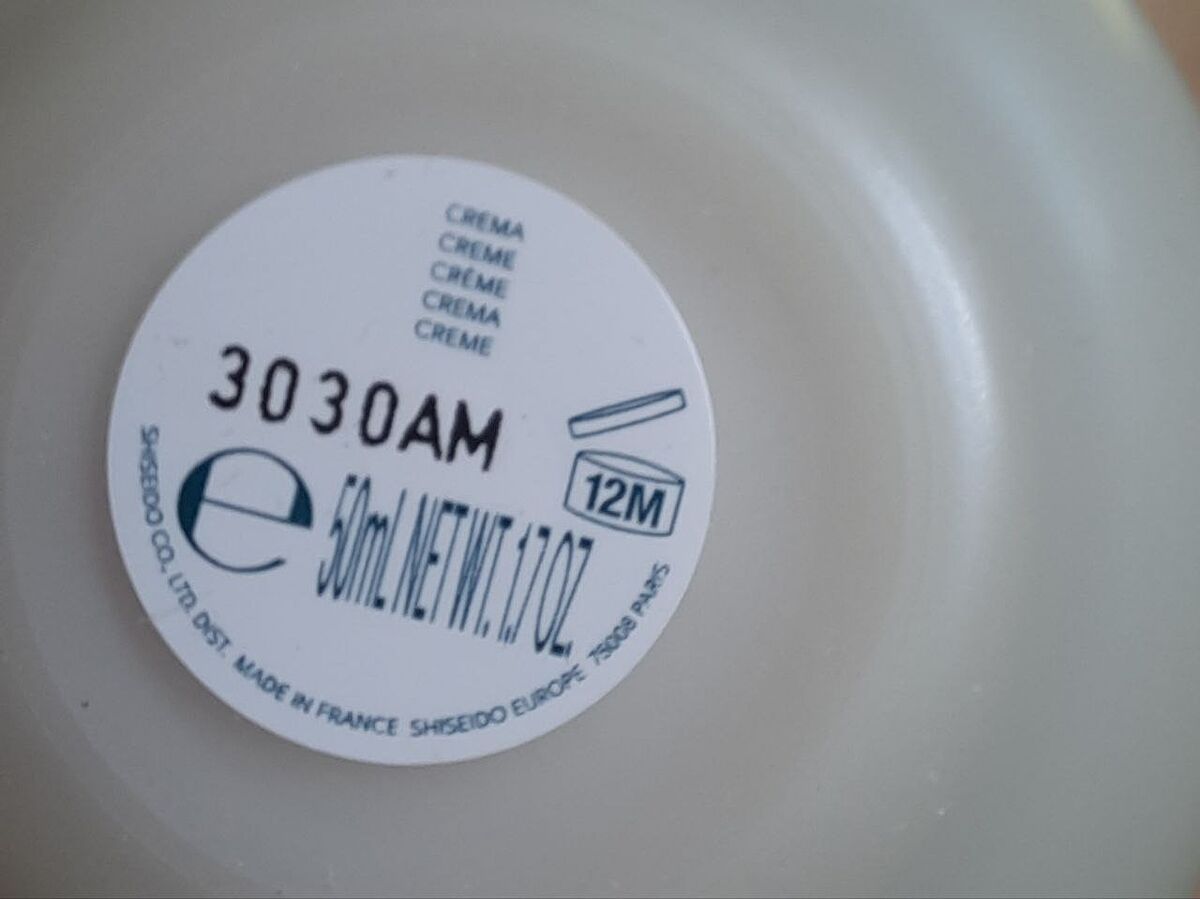 CREMA
CREME
CRÈME
CREMA
CREME
3030AM
12M
e 50mL NET WT. 1.7 OZ.
SHISEIDO CO., LTD. DIST. MADE IN FRANCE SHISEIDO EUROPE 75008 PARIS